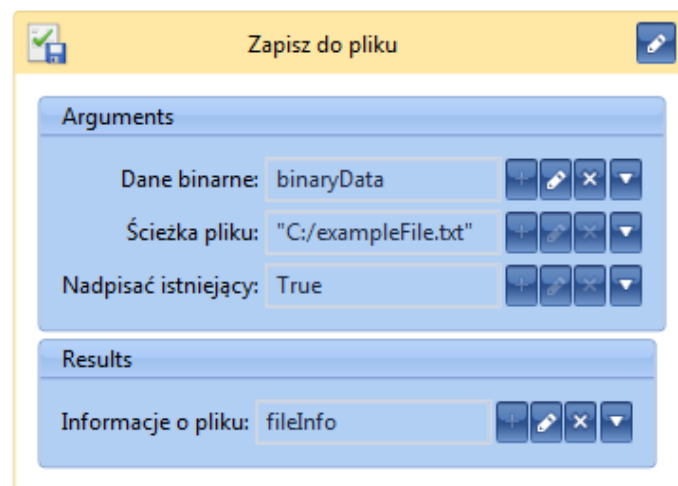 Zapisz do pliku
Arguments
Dane binarne: binaryData
Ścieżka pliku: "C:/exampleFile.txt"
Nadpisać istniejący: True
Results
Informacje o pliku: fileInfo